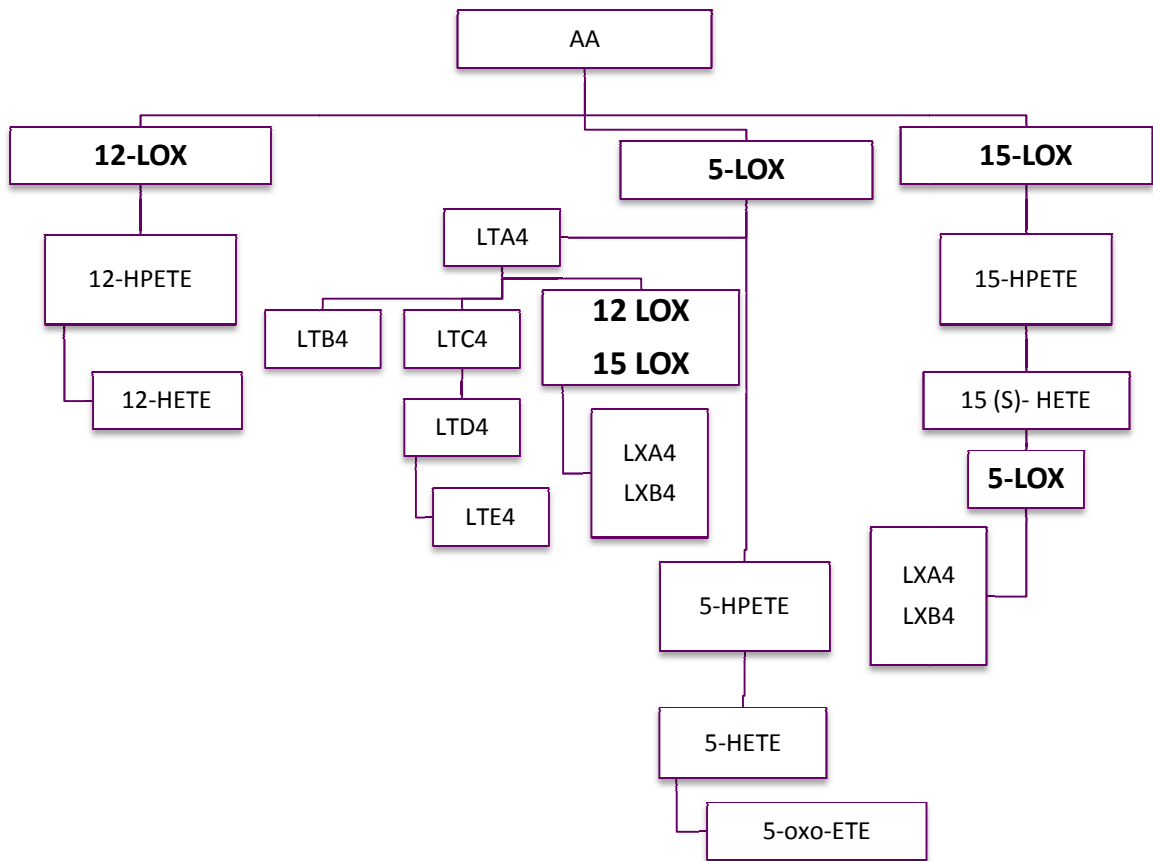 AA
12-LOX
5-LOX
15-LOX
LTA4
12-HPETE
15-HPETE
LTB4
LTC4
12 LOX
15 LOX
12-HETE
15 (S)- HETE
LTD4
LXA4
LXB4
5-LOX
LTE4
LXA4
LXB4
5-HPETE
5-HETE
5-oxo-ETE